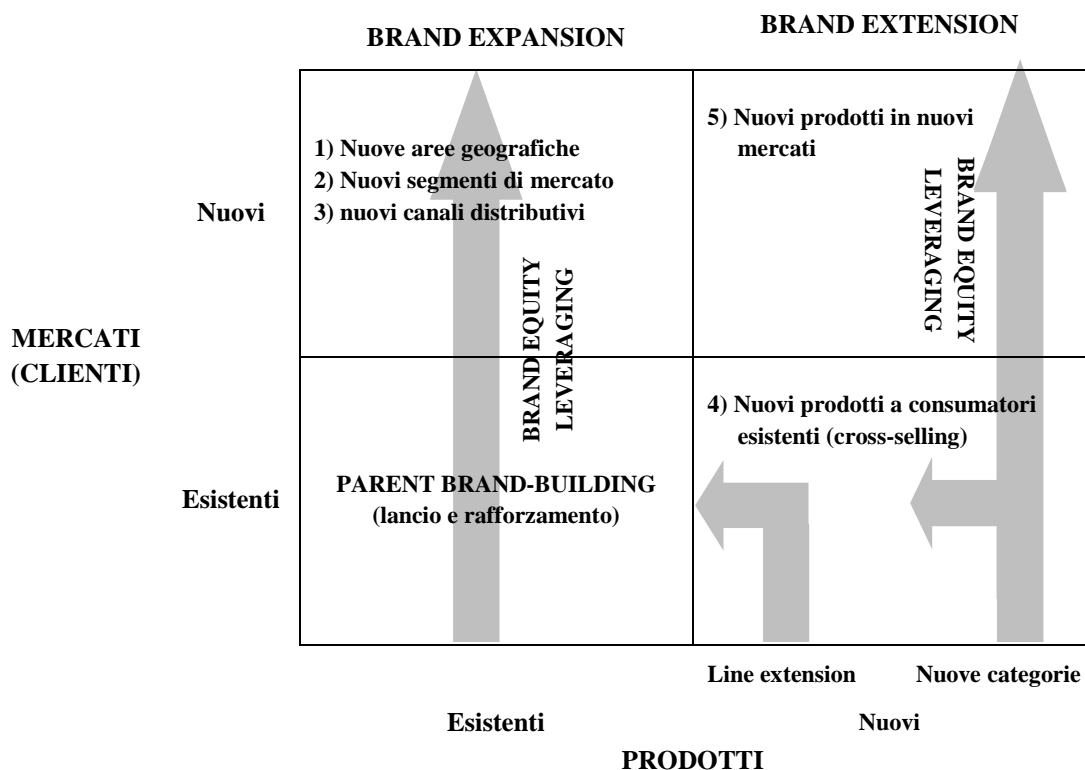 BRAND EXPANSION
BRAND EXTENSION
1) Nuove aree geografiche
2) Nuovi segmenti di mercato
3) nuovi canali distributivi
5) Nuovi prodotti in nuovi
mercati
Nuovi
BRAND EQUITY
LEVERAGING
BRAND EQUITY
LEVERAGING
MERCATI
(CLIENTI)
4) Nuovi prodotti a consumatori
esistenti (cross-selling)
Esistenti
PARENT BRAND-BUILDING
(lancio e rafforzamento)
Line extension
Nuove categorie
Esistenti
Nuovi
PRODOTTI